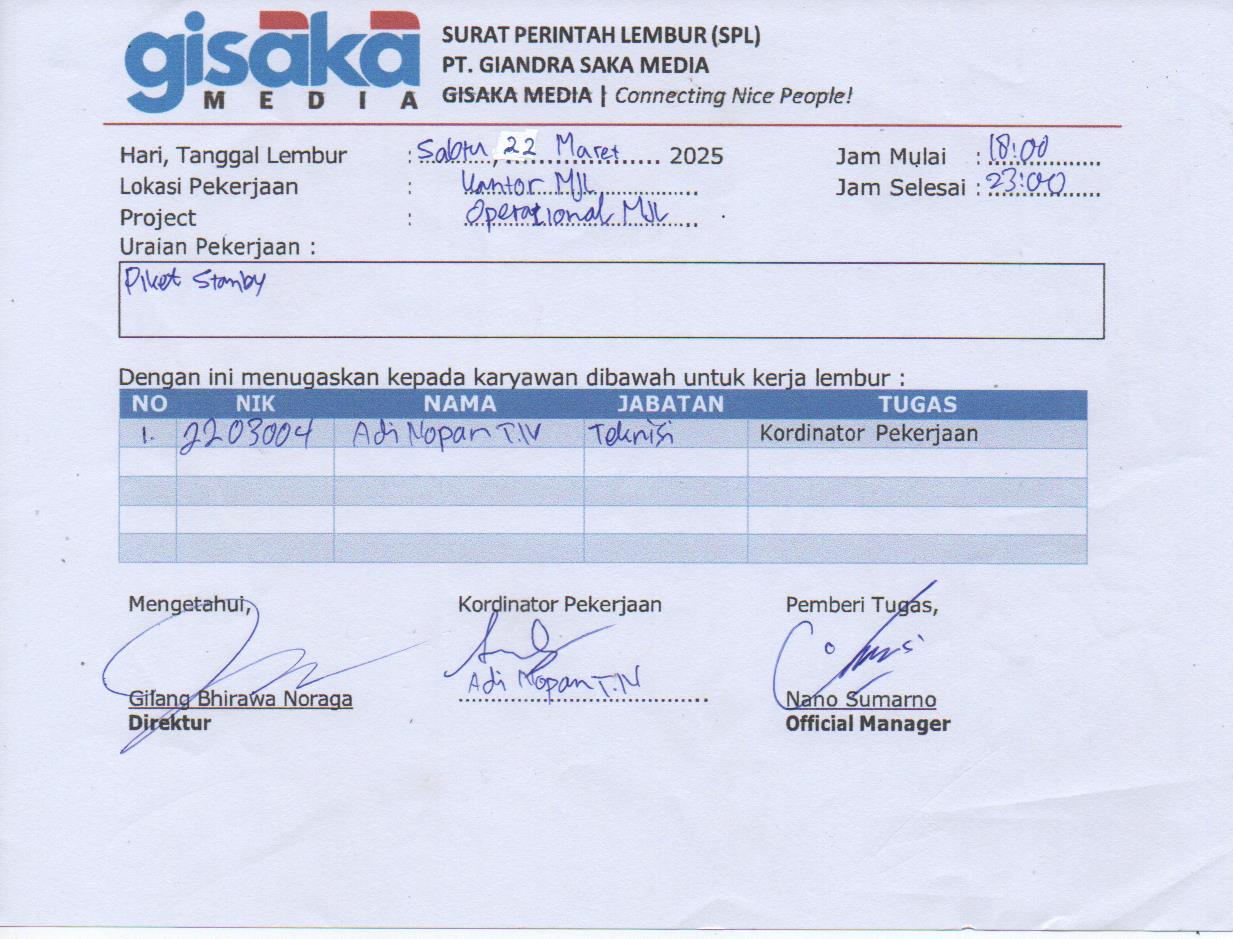 gisaka
MEDIA
SURAT PERINTAH LEMBUR (SPL)
PT. GIANDRA SAKA MEDIA
GISAKA MEDIA | Connecting Nice People!
Hari, Tanggal Lembur : Sabtu, 22 Maret 2025 Jam Mulai : 18:00
Lokasi Pekerjaan : Kantor MJL Jam Selesai : 23:00
Project : Operational MJL
Uraian Pekerjaan :
Piket Stanby
Dengan ini menugaskan kepada karyawan dibawah untuk kerja lembur :
NO NIK NAMA JABATAN TUGAS
1. 2203004 Adi Nopan T.N Teknisi Kordinator Pekerjaan
Mengetahui, Kordinator Pekerjaan Pemberi Tugas,
Adi Nopan T.N
Gilang Bhirawa Noraga Nano Sumarno
Direktur Official Manager